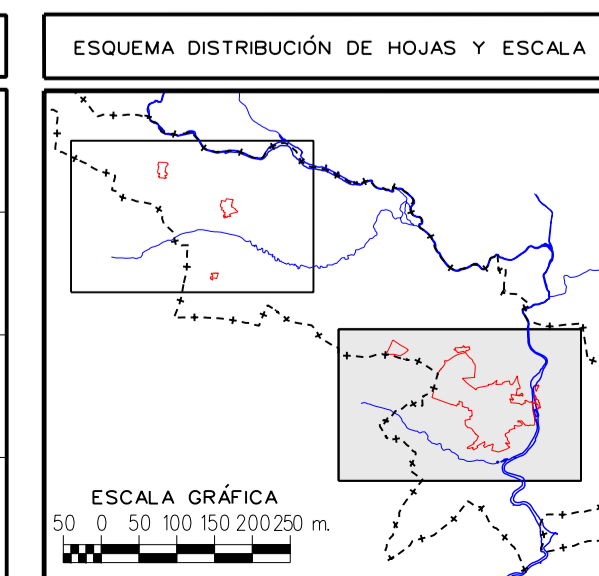 ESQUEMA DISTRIBUCIÓN DE HOJAS Y ESCALA
ESCALA GRÁFICA
50 0 50 100 150 200 250 m.